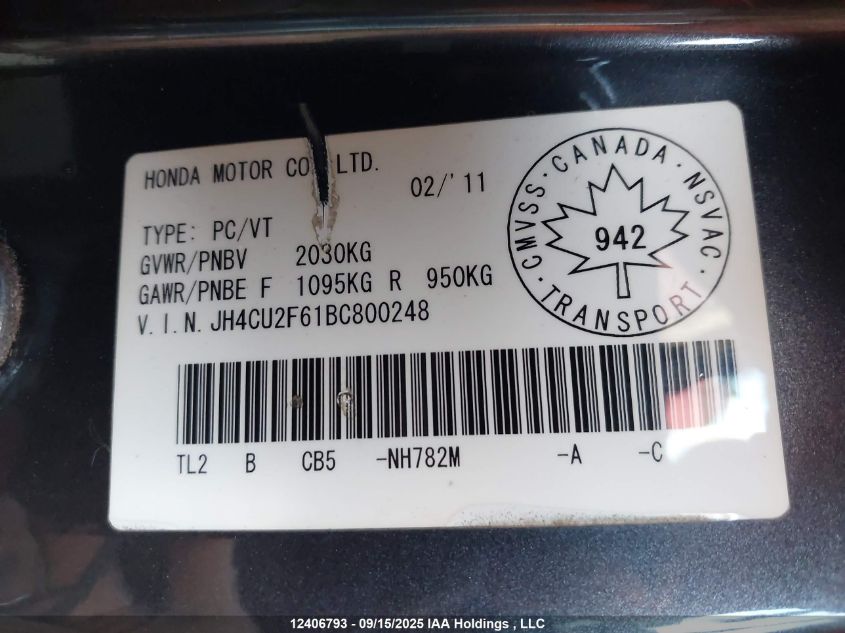 HONDA MOTOR CO LTD.
02/'11
TYPE: PC/VT
GVWR/PNBV 2030KG
GAWR/PNBE F 1095KG R 950KG
V.I.N. JH4CU2F61BC800248
CMVSS·CANADA·NSVAC·TRANSPORT·
942
TL2 B CB5 -NH782M -A -C
12406793 - 09/15/2025 IAA Holdings , LLC